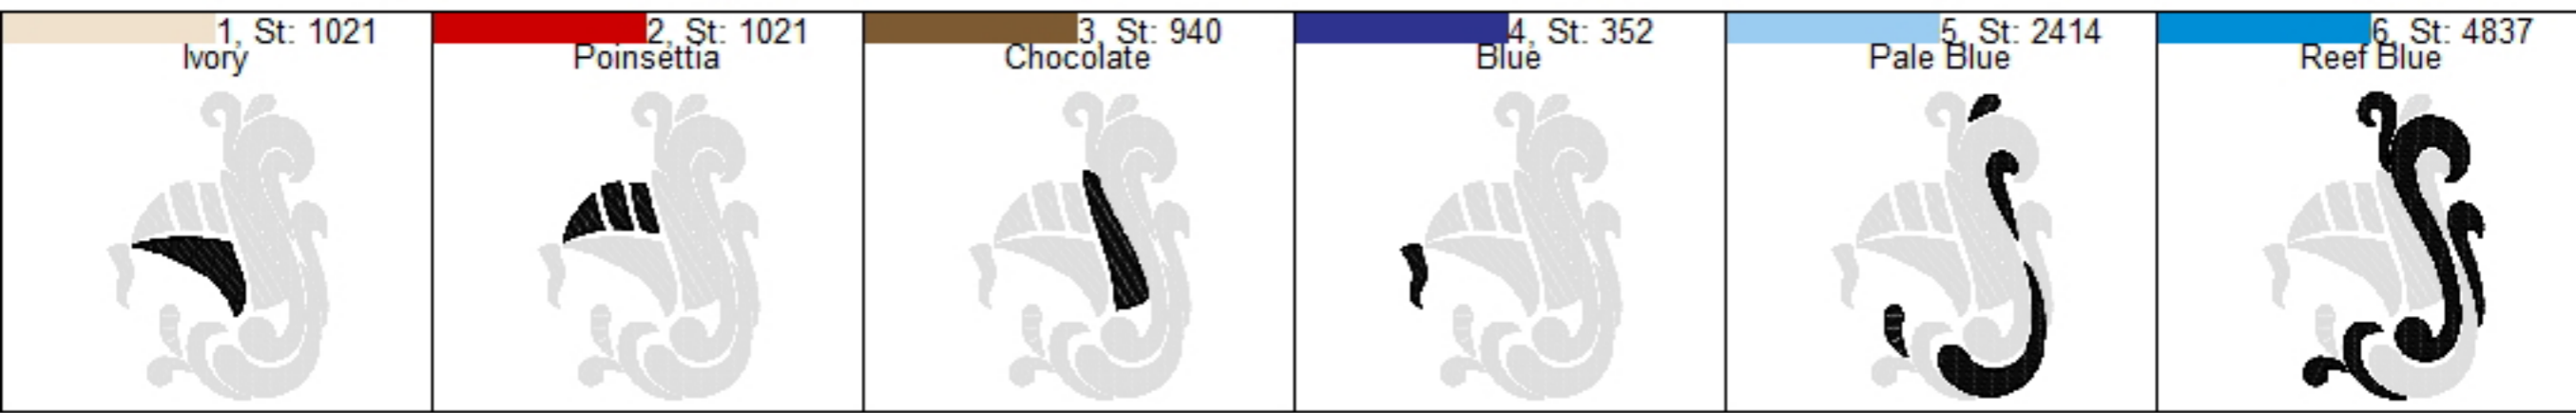 1, St: 1021
Ivory
2, St: 1021
Poinsettia
3, St: 940
Chocolate
4, St: 352
Blue
5, St: 2414
Pale Blue
6, St: 4837
Reef Blue